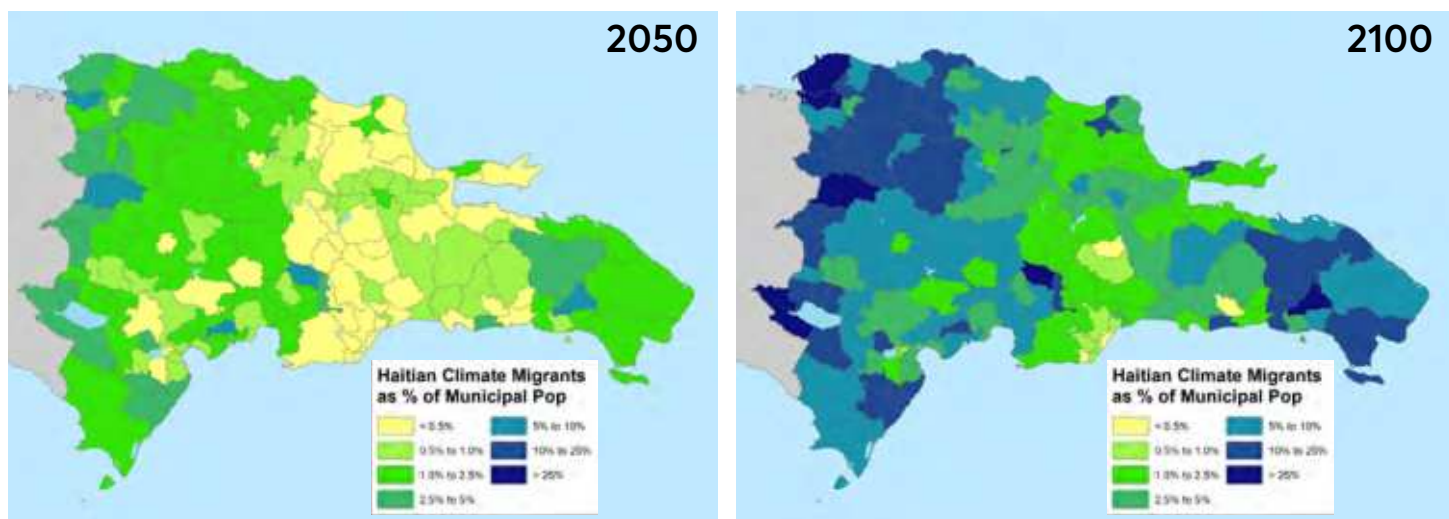 2050
Haitian Climate Migrants
as % of Municipal Pop
< 0.5%
5% to 10%
0.5% to 1.0%
10% to 25%
1.0% to 2.5%
> 25%
2.5% to 5%
2100
Haitian Climate Migrants
as % of Municipal Pop
< 0.5%
5% to 10%
0.5% to 1.0%
10% to 25%
1.0% to 2.5%
> 25%
2.5% to 5%